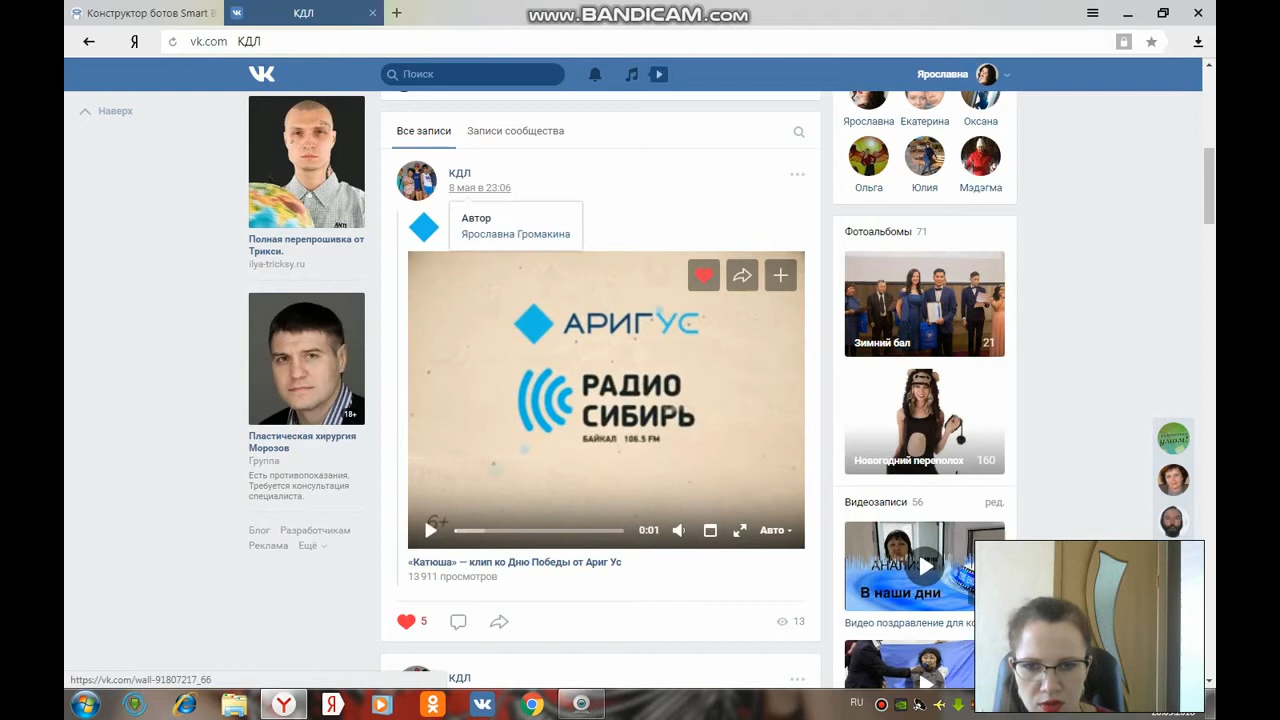 Конструктор ботов Smart B
КДЛ
www.BANDICAM.com
Я
vk.com КДЛ
Поиск
Ярославна
Наверх
Полная перепрошивка от
Трикси.
ilya-tricksy.ru
18+
Пластическая хирургия
Морозов
Группа
Есть противопоказания.
Требуется консультация
специалиста.
Блог Разработчикам
Реклама Ещё
Все записи Записи сообщества
КДЛ
8 мая в 23:06
Автор
Ярославна Громакина
АРИГ УС
РАДИО
СИБИРЬ
БАЙКАЛ 106.5 FM
6+
0:01
Авто
«Катюша» — клип ко Дню Победы от Ариг Ус
13 911 просмотров
5
13
КДЛ
Ярославна Екатерина Оксана
Ольга Юлия Мэдэгма
Фотоальбомы 71
Зимний бал 21
Новогодний переполох 160
Видеозаписи 56 ред.
АНАЛИЗ
В наши дни
Видео поздравление для ко
https://vk.com/wall-91807217_66
RU